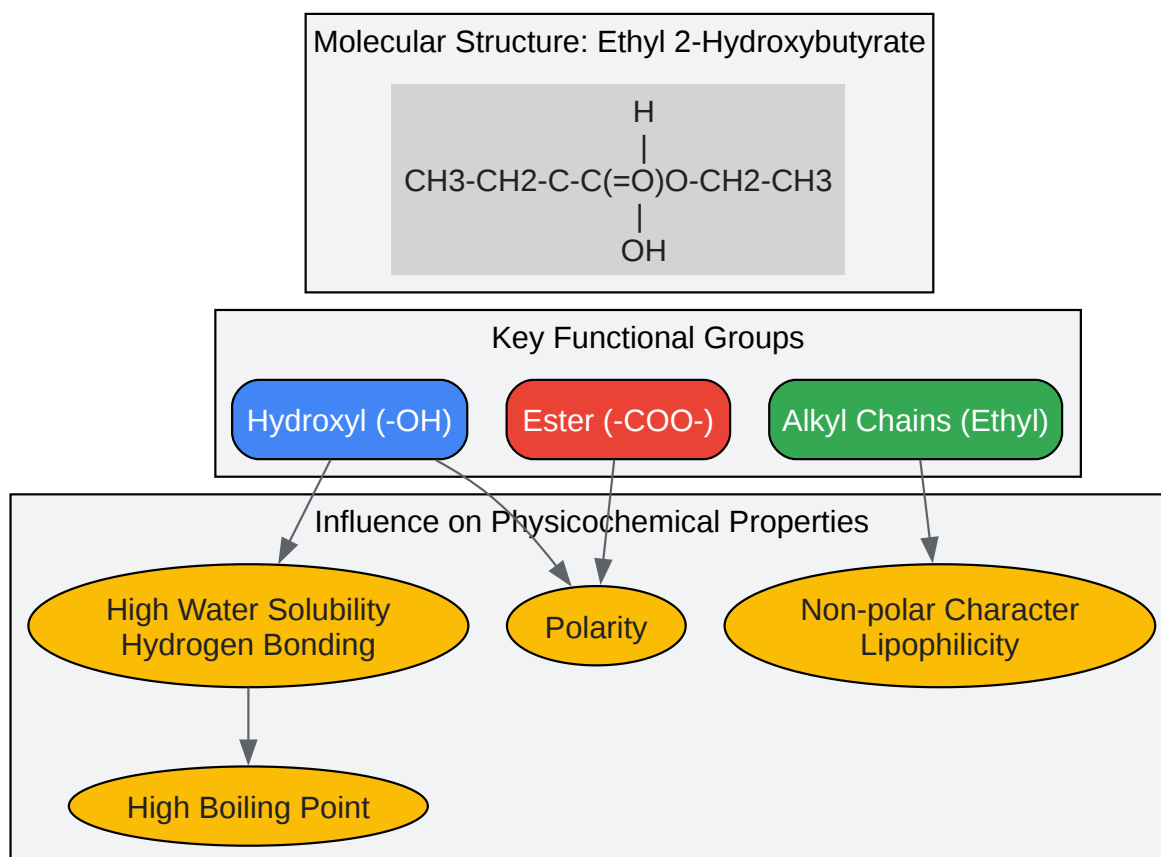 Molecular Structure: Ethyl 2-Hydroxybutyrate
H
|
CH3-CH2-C-C(=O)O-CH2-CH3
|
OH
Key Functional Groups
Hydroxyl (-OH)
Ester (-COO-)
Alkyl Chains (Ethyl)
Influence on Physicochemical Properties
High Water Solubility
Hydrogen Bonding
Polarity
Non-polar Character
Lipophilicity
High Boiling Point